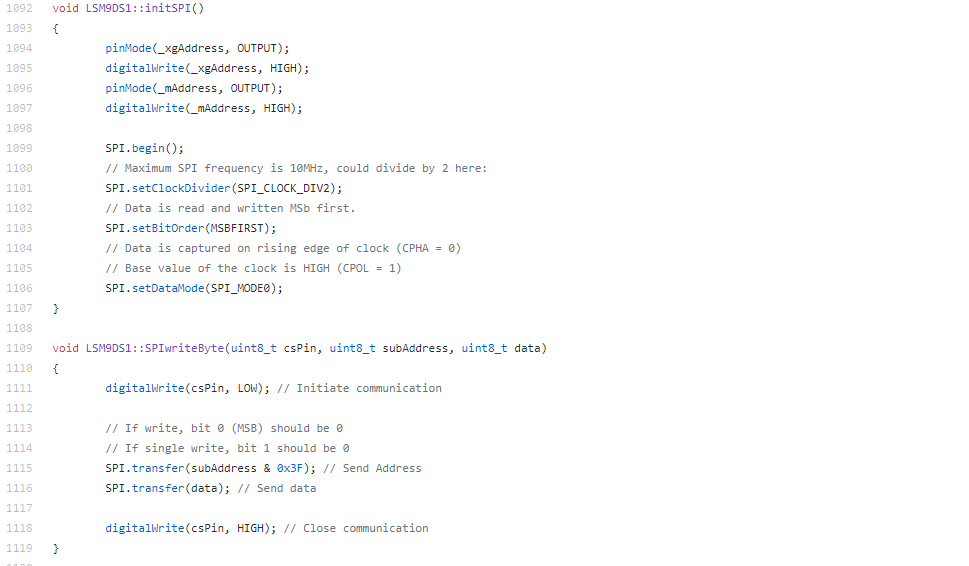 1092 void LSM9DS1::initSPI()
1093 {
1094 pinMode(_xgAddress, OUTPUT);
1095 digitalWrite(_xgAddress, HIGH);
1096 pinMode(_mAddress, OUTPUT);
1097 digitalWrite(_mAddress, HIGH);
1098
1099 SPI.begin();
1100 // Maximum SPI frequency is 10MHz, could divide by 2 here:
1101 SPI.setClockDivider(SPI_CLOCK_DIV2);
1102 // Data is read and written MSb first.
1103 SPI.setBitOrder(MSBFIRST);
1104 // Data is captured on rising edge of clock (CPHA = 0)
1105 // Base value of the clock is HIGH (CPOL = 1)
1106 SPI.setDataMode(SPI_MODE0);
1107 }
1108
1109 void LSM9DS1::SPIwriteByte(uint8_t csPin, uint8_t subAddress, uint8_t data)
1110 {
1111 digitalWrite(csPin, LOW); // Initiate communication
1112
1113 // If write, bit 0 (MSB) should be 0
1114 // If single write, bit 1 should be 0
1115 SPI.transfer(subAddress & 0x3F); // Send Address
1116 SPI.transfer(data); // Send data
1117
1118 digitalWrite(csPin, HIGH); // Close communication
1119 }